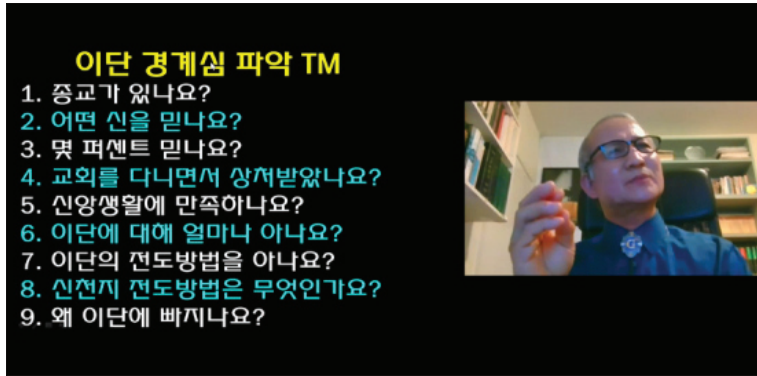 이단 경계심 파악 TM
1. 종교가 있나요?
2. 어떤 신을 믿나요?
3. 몇 퍼센트 믿나요?
4. 교회를 다니면서 상처받았나요?
5. 신앙생활에 만족하나요?
6. 이단에 대해 얼마나 아나요?
7. 이단의 전도방법을 아나요?
8. 신천지 전도방법은 무엇인가요?
9. 왜 이단에 빠지나요?